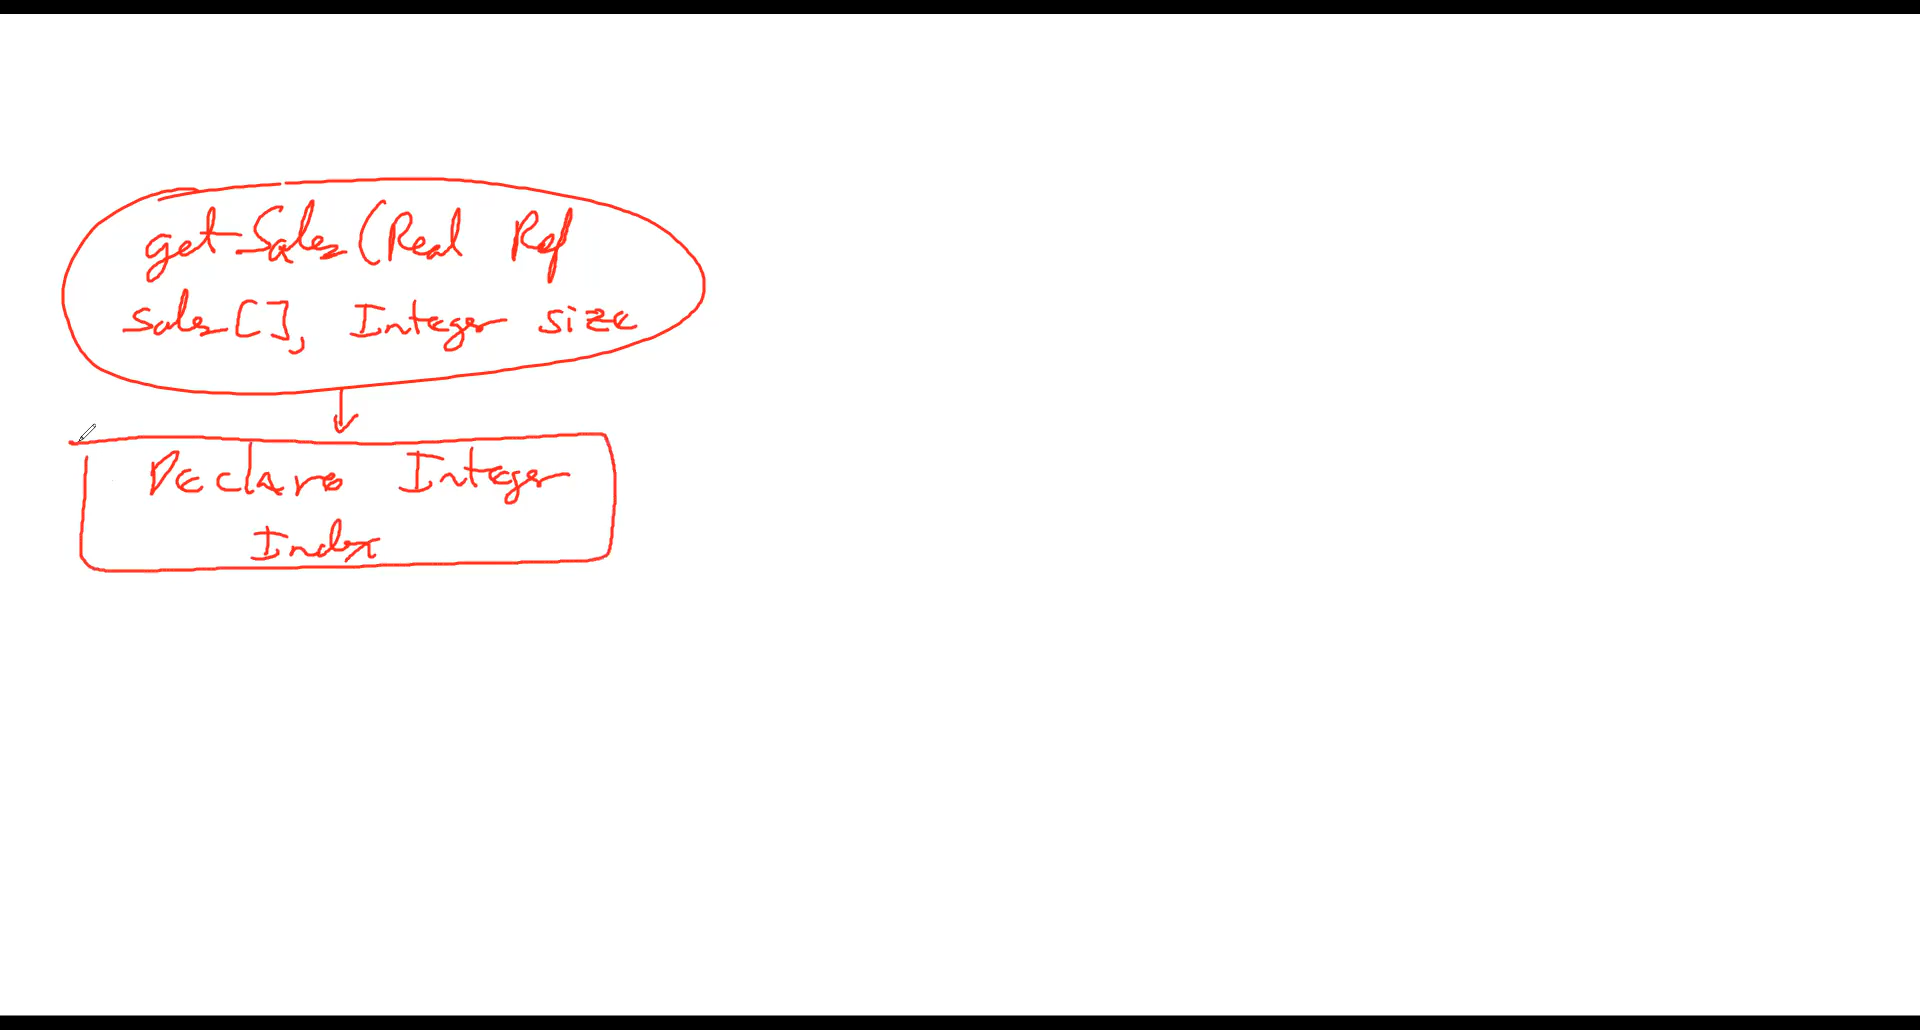 getSales(Real Ref
sales[], Integer size
Declare Integer
Index